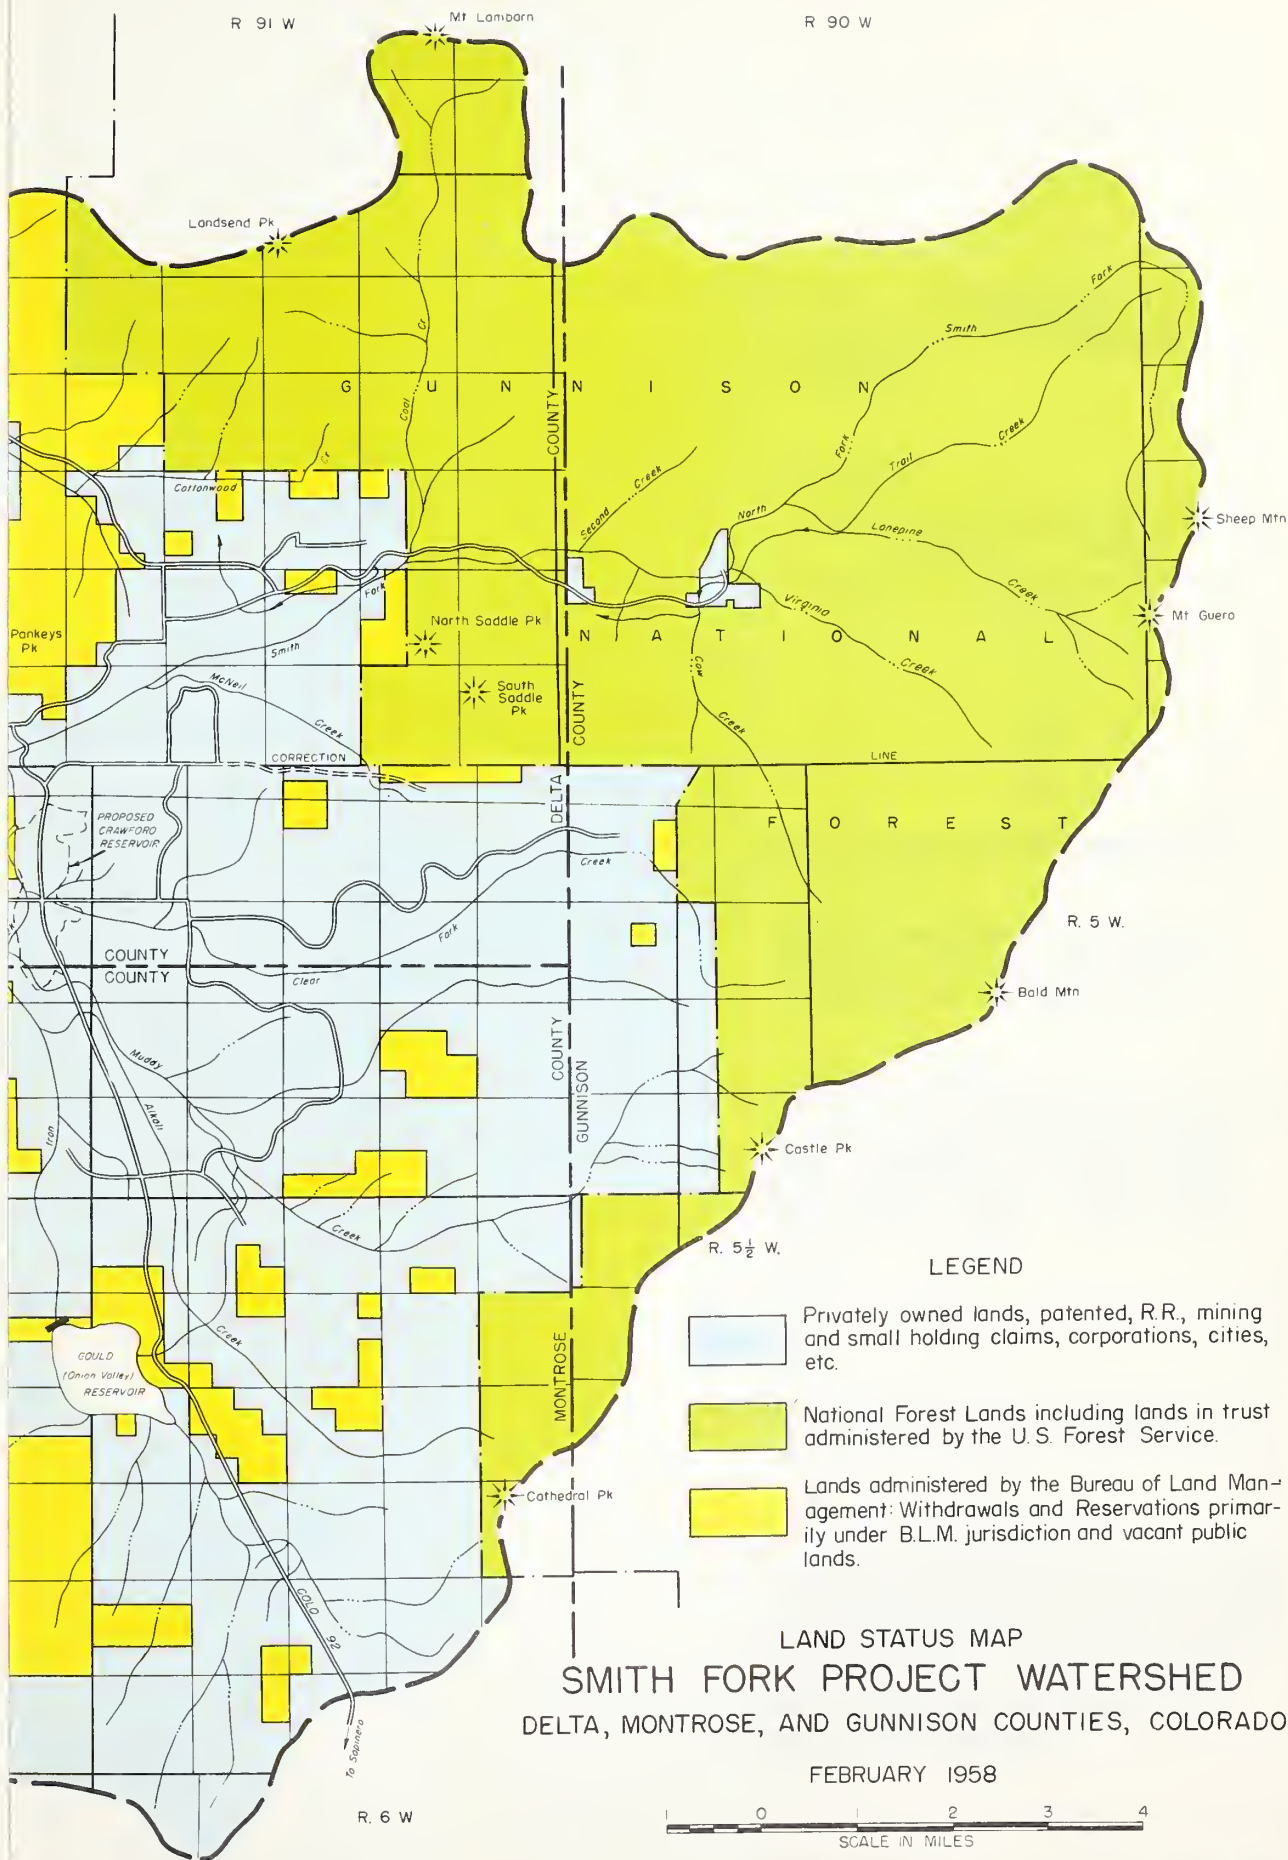 R 91 W
Mt Lamborn
R 90 W
Landsend Pk
Fork
Smith
Cr
G U N N I S O N
Coal
COUNTY
Fork
Creek
Trail
Creek
Cr
Cottonwood
Second
North
Lonepine
Sheep Mtn
Fork
Creek
Virginia
Mt Guero
Pankeys
Pk
North Saddle Pk
N A T I O N A L
Smith
Cow
Creek
McNeil
South
Saddle
Pk
COUNTY
Creek
Creek
CORRECTION
LINE
DELTA
PROPOSED
CRAWFORD
RESERVOIR
F O R E S T
Creek
R. 5 W.
Fork
COUNTY
COUNTY
Clear
Bald Mtn
Muddy
COUNTY
GUNNISON
Alkali
Iron
Castle Pk
Creek
R. 5½ W.
LEGEND
Privately owned lands, patented, R.R., mining
and small holding claims, corporations, cities,
etc.
Creek
GOULD
(Onion Valley)
RESERVOIR
MONTROSE
National Forest Lands including lands in trust
administered by the U.S. Forest Service.
Cathedral Pk
Lands administered by the Bureau of Land Man-
agement: Withdrawals and Reservations primar-
ily under B.L.M. jurisdiction and vacant public
lands.
COLO 92
LAND STATUS MAP
SMITH FORK PROJECT WATERSHED
DELTA, MONTROSE, AND GUNNISON COUNTIES, COLORADO
To Sapinero
FEBRUARY 1958
R. 6 W
1 0 1 2 3 4
SCALE IN MILES